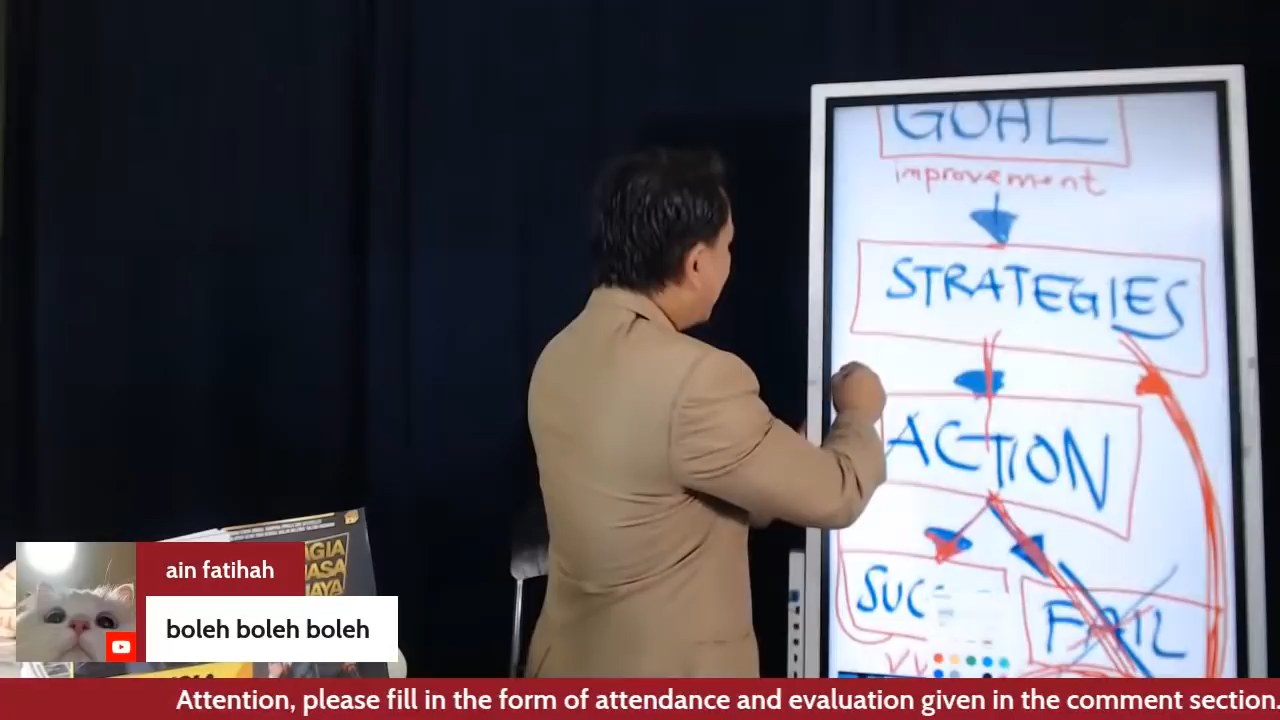 GOAL
improvement
STRATEGIES
ACTION
FAIL
ain fatihah
boleh boleh boleh
Attention, please fill in the form of attendance and evaluation given in the comment section.